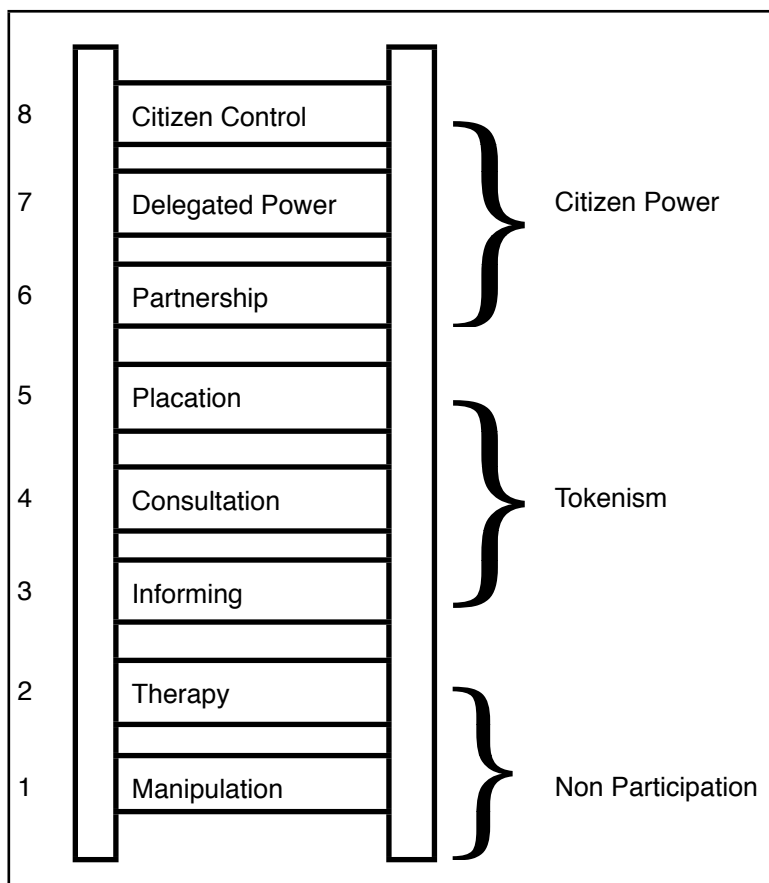 8 Citizen Control
7 Delegated Power Citizen Power
6 Partnership
5 Placation
4 Consultation Tokenism
3 Informing
2 Therapy
1 Manipulation Non Participation